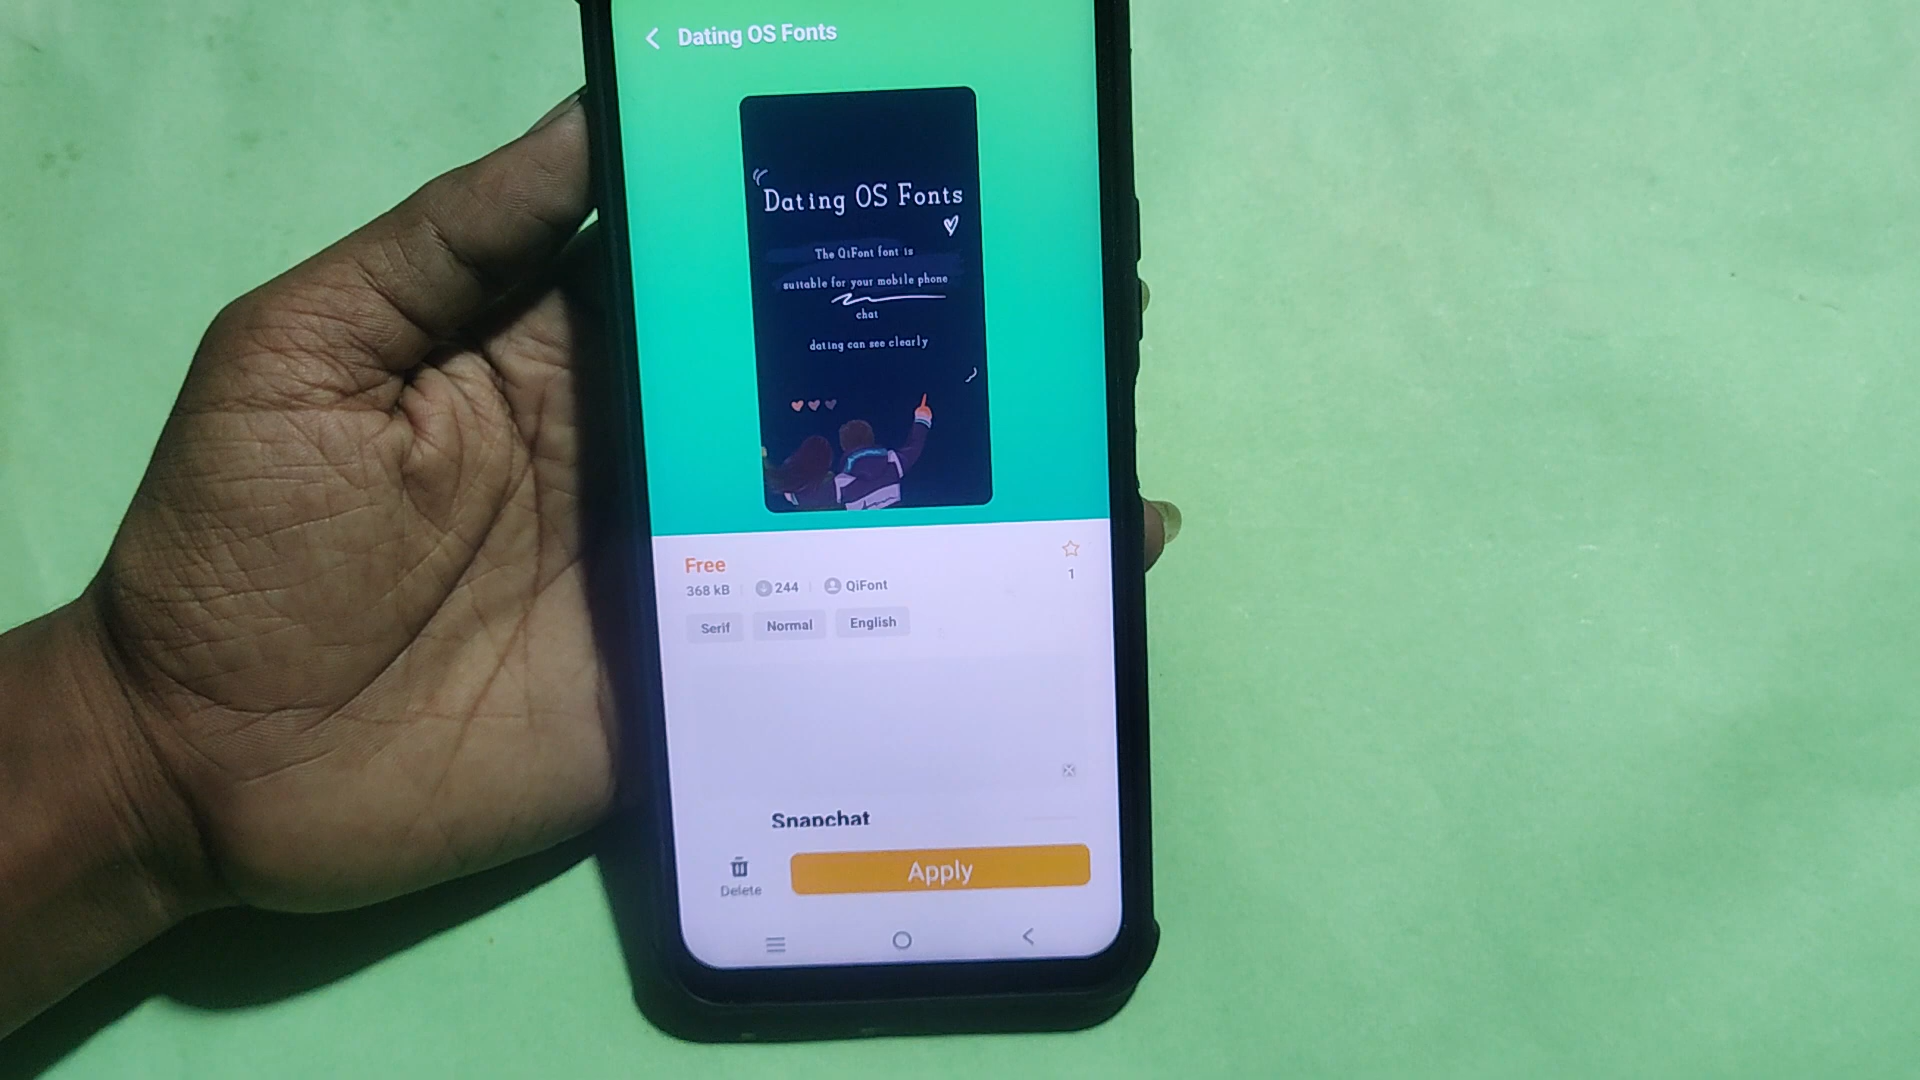 Dating OS Fonts
Dating OS Fonts
The QiFont font is
suitable for your mobile phone
chat
dating can see clearly
Free
1
368 kB 244 QiFont
Serif Normal English
Snapchat
Delete
Apply